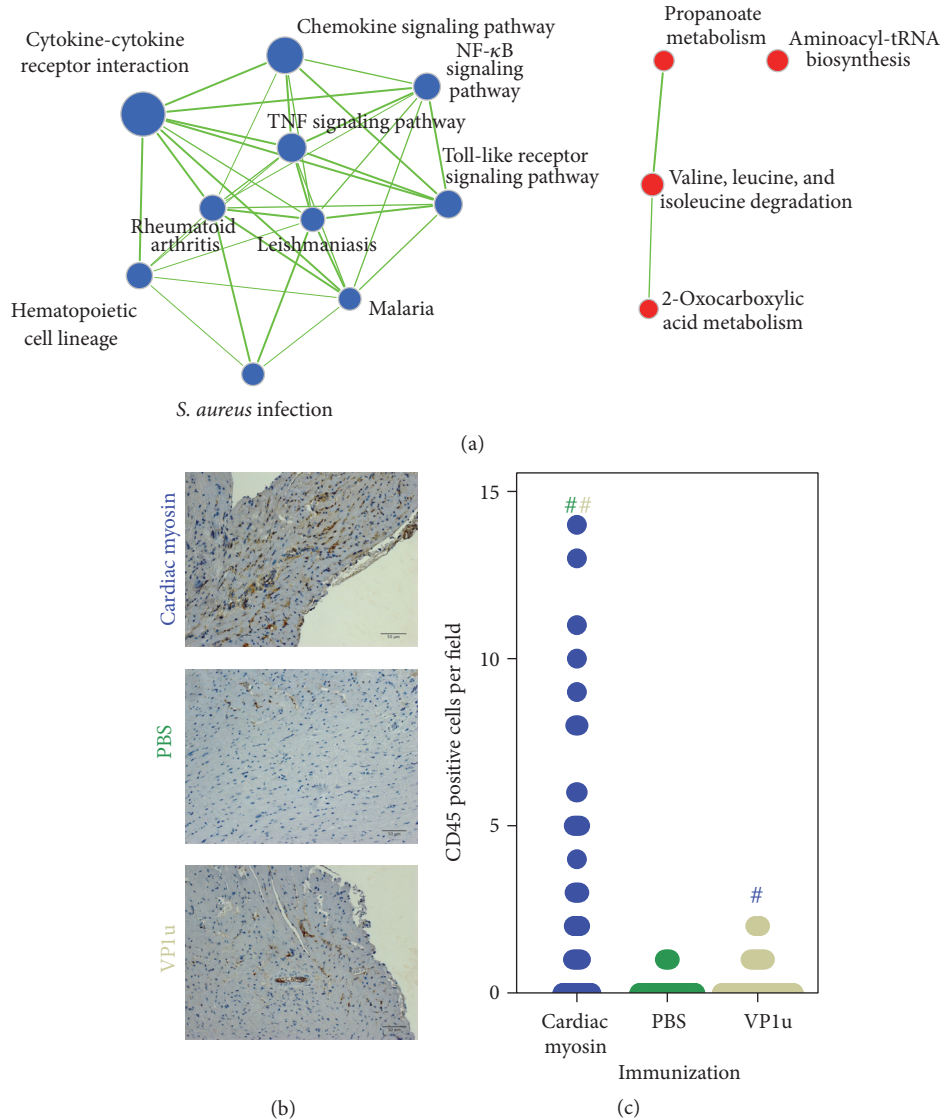 Cytokine-cytokine
receptor interaction
Chemokine signaling pathway
NF-κB
signaling
pathway
TNF signaling pathway
Toll-like receptor
signaling pathway
Rheumatoid
arthritis
Leishmaniasis
Hematopoietic
cell lineage
Malaria
S. aureus infection
Propanoate
metabolism
Aminoacyl-tRNA
biosynthesis
Valine, leucine, and
isoleucine degradation
2-Oxocarboxylic
acid metabolism
(a)
Cardiac myosin
PBS
VP1u
(b)
CD45 positive cells per field
15
10
5
0
##
#
Cardiac
myosin
PBS
VP1u
Immunization
(c)